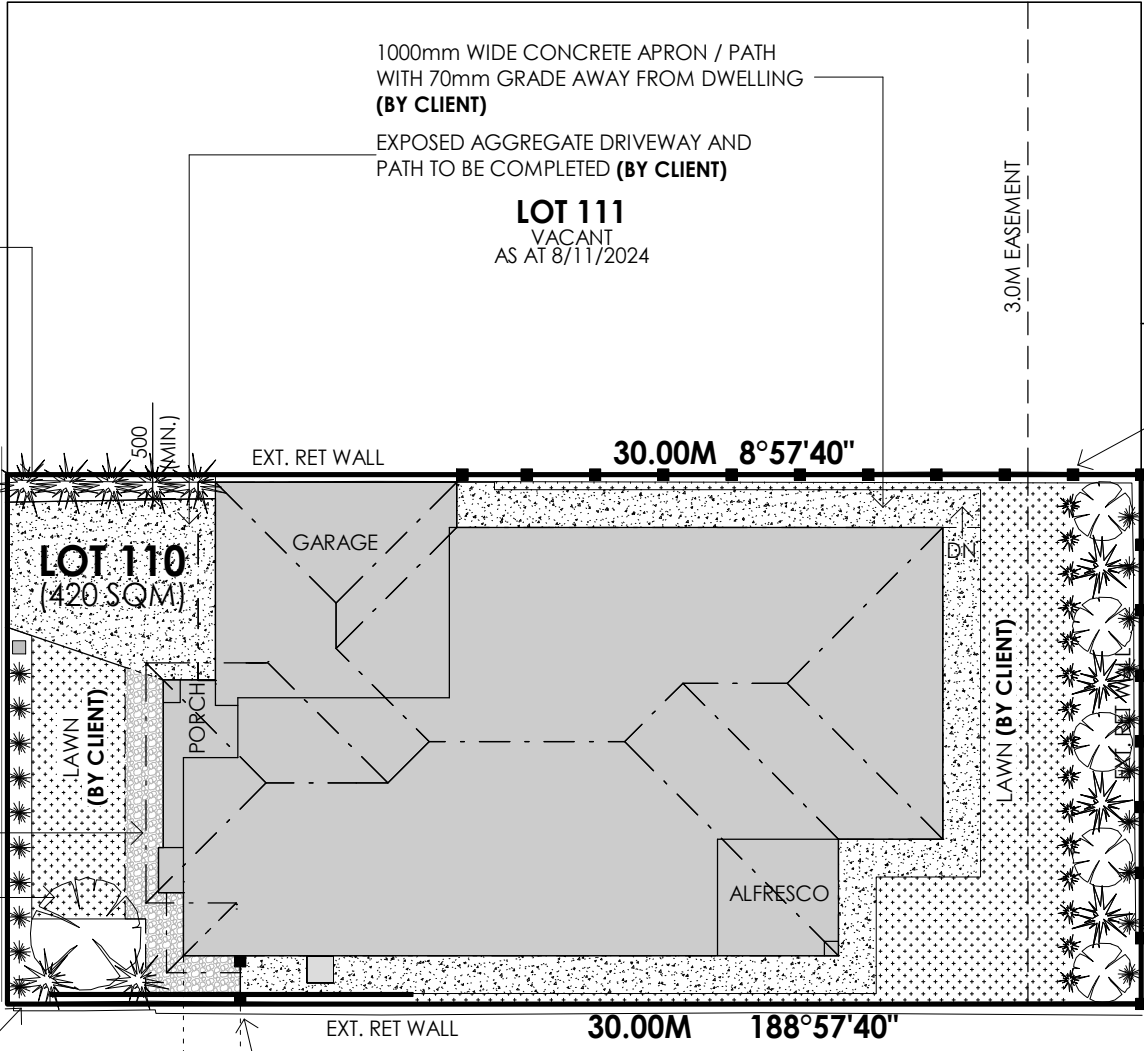 1000mm WIDE CONCRETE APRON / PATH
WITH 70mm GRADE AWAY FROM DWELLING
(BY CLIENT)
EXPOSED AGGREGATE DRIVEWAY AND
PATH TO BE COMPLETED (BY CLIENT)
LOT 111
VACANT
AS AT 8/11/2024
3.0M EASEMENT
500
(MIN.)
EXT. RET WALL
30.00M 8°57'40"
GARAGE
DN
LOT 110
(420 SQM)
PORCH
LAWN
(BY CLIENT)
LAWN (BY CLIENT)
EXT. RET WALL
ALFRESCO
EXT. RET WALL
30.00M 188°57'40"